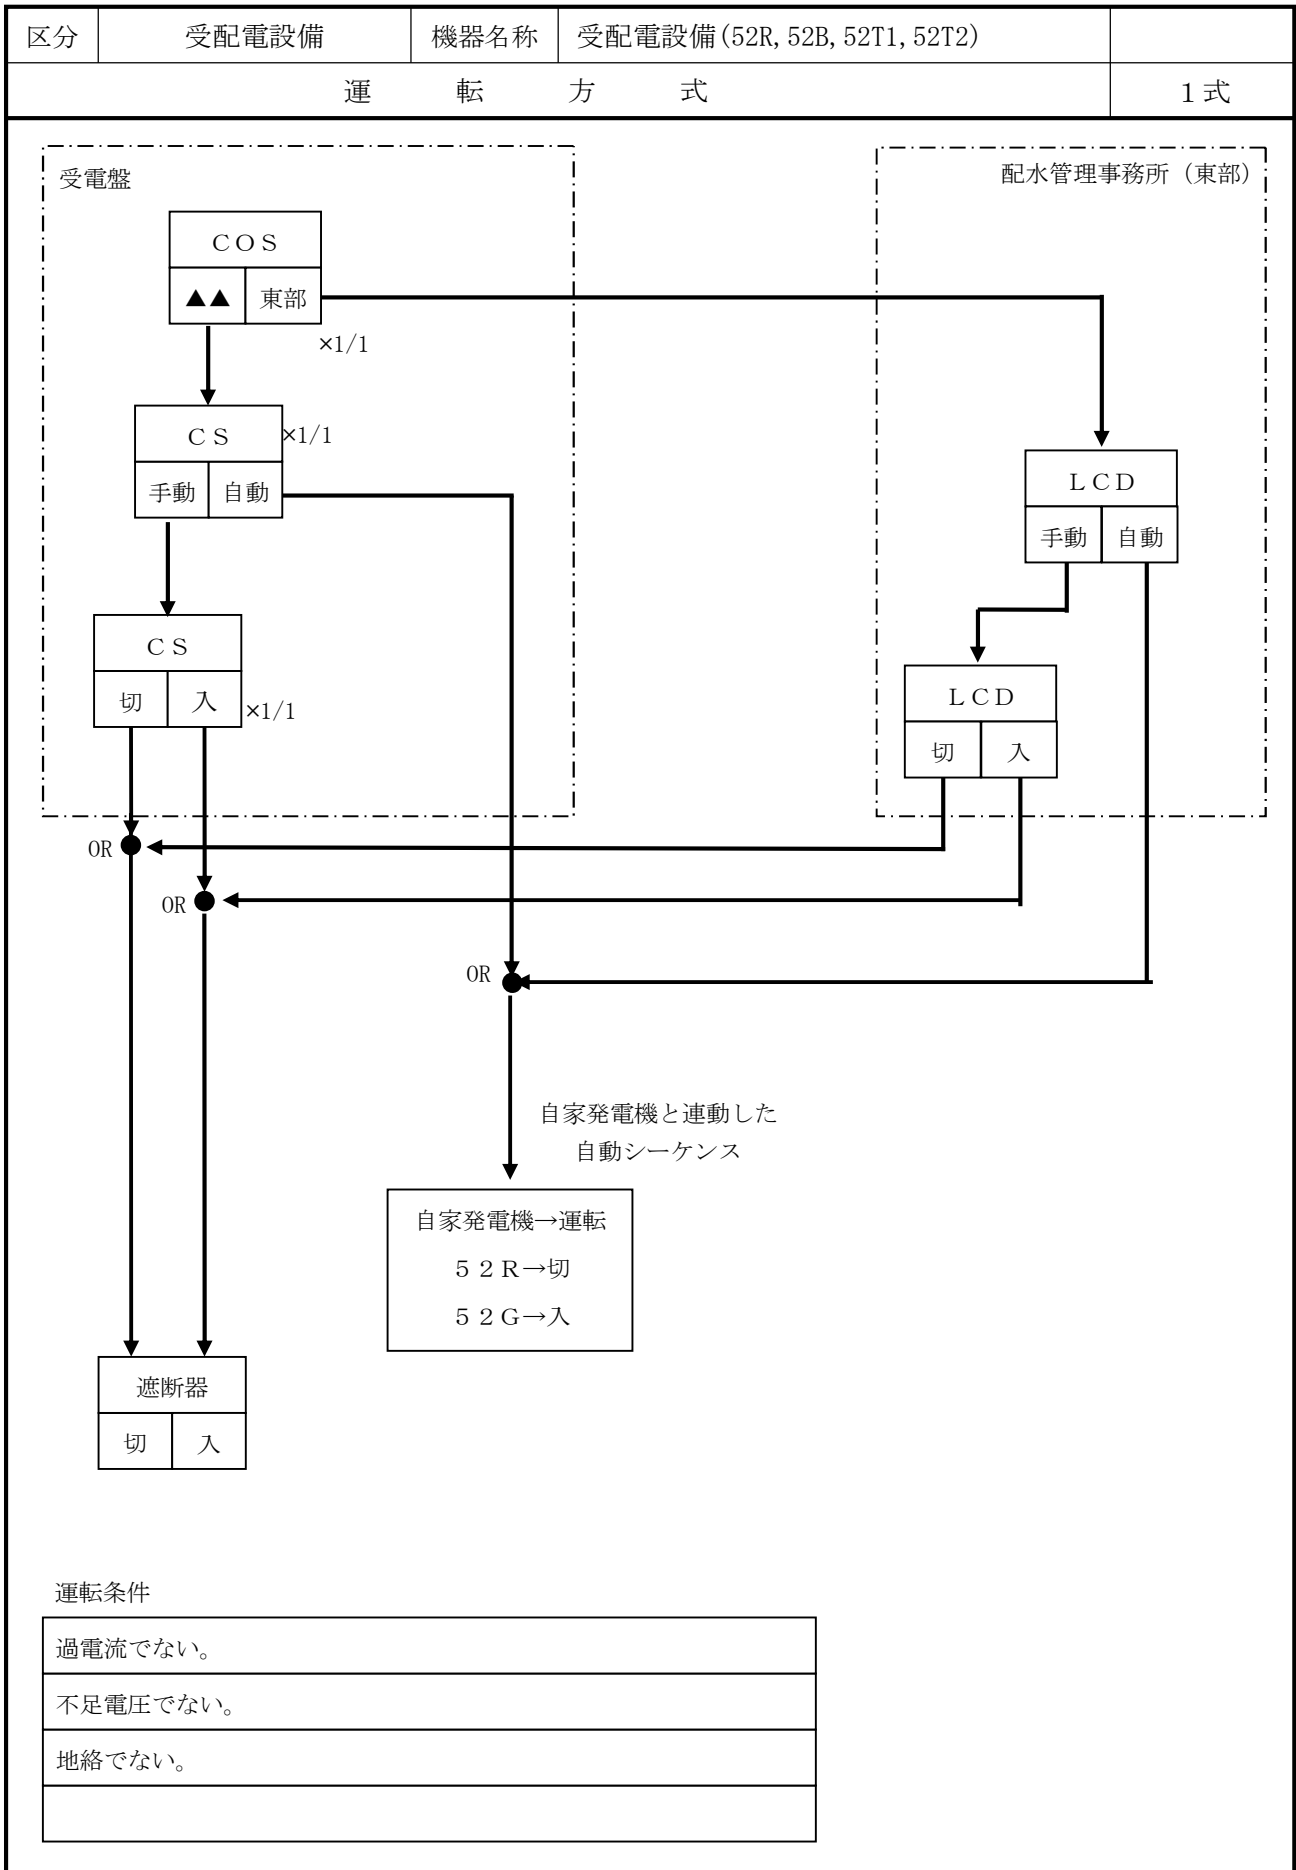 区分 受配電設備 機器名称 受配電設備(52R,52B,52T1,52T2)
運転方式 1式
受電盤
配水管理事務所（東部）
ＣＯＳ
▲▲ 東部
×1/1
ＣＳ ×1/1
手動 自動
ＬＣＤ
手動 自動
ＣＳ
切 入 ×1/1
ＬＣＤ
切 入
OR
OR
OR
自家発電機と連動した
自動シーケンス
自家発電機→運転
５２Ｒ→切
５２Ｇ→入
遮断器
切 入
運転条件
過電流でない。
不足電圧でない。
地絡でない。